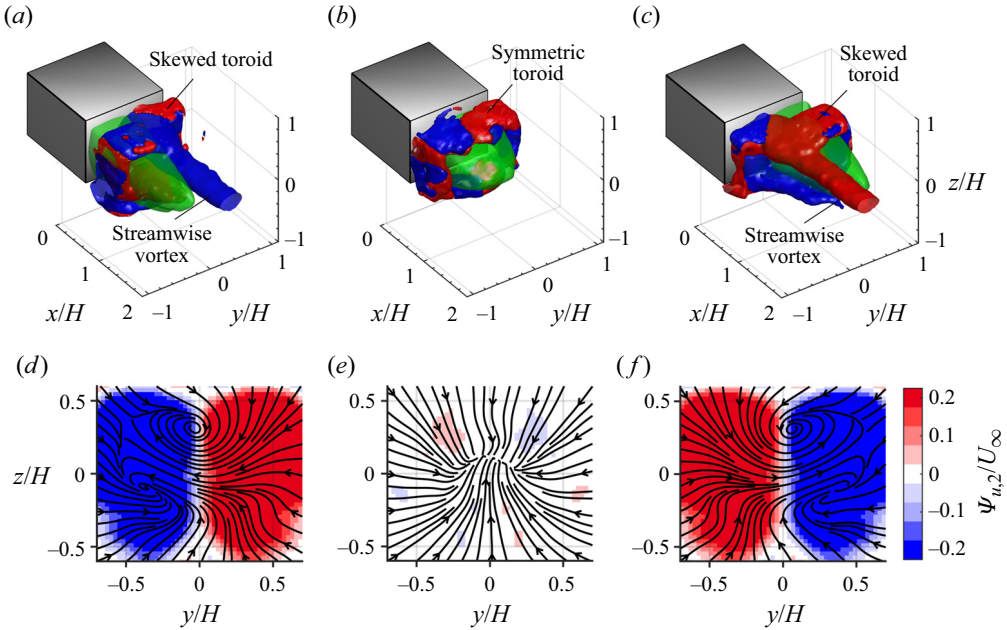 (a)
(b)
(c)
Skewed toroid
Symmetric
toroid
Skewed
toroid
Streamwise
vortex
Streamwise
vortex
1
0
–1
0
1
2
–1
0
1
x/H
y/H
1
0
–1
0
1
2
–1
0
1
x/H
y/H
1
0
–1
z/H
0
1
2
–1
0
1
x/H
y/H
(d)
(e)
(f)
0.5
0
–0.5
z/H
–0.5
0
0.5
y/H
0.5
0
–0.5
–0.5
0
0.5
y/H
0.5
0
–0.5
–0.5
0
0.5
y/H
0.2
0.1
0
–0.1
–0.2
Ψu,2/U∞